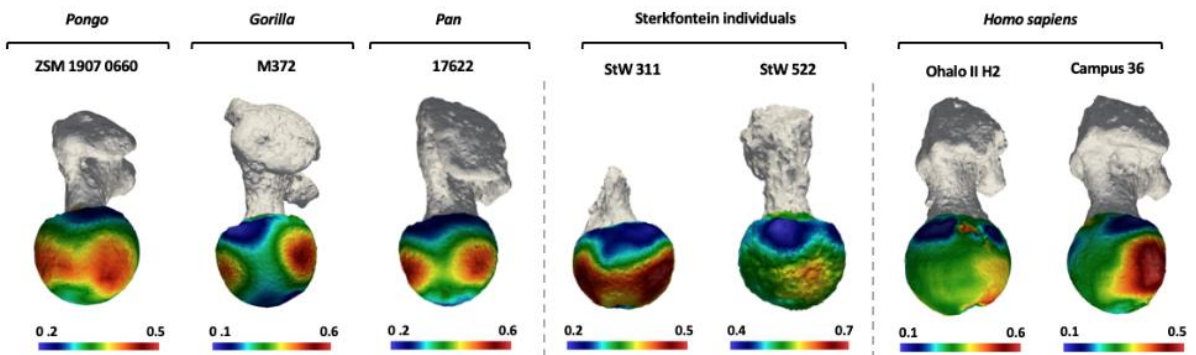 Pongo Gorilla Pan Sterkfontein individuals Homo sapiens
ZSM 1907 0660 M372 17622 StW 311 StW 522 Ohalo II H2 Campus 36
0 .2 0.5 0.1 0.6 0 .2 0.6 0.2 0.5 0.4 0.7 0.1 0.6 0.1 0.5